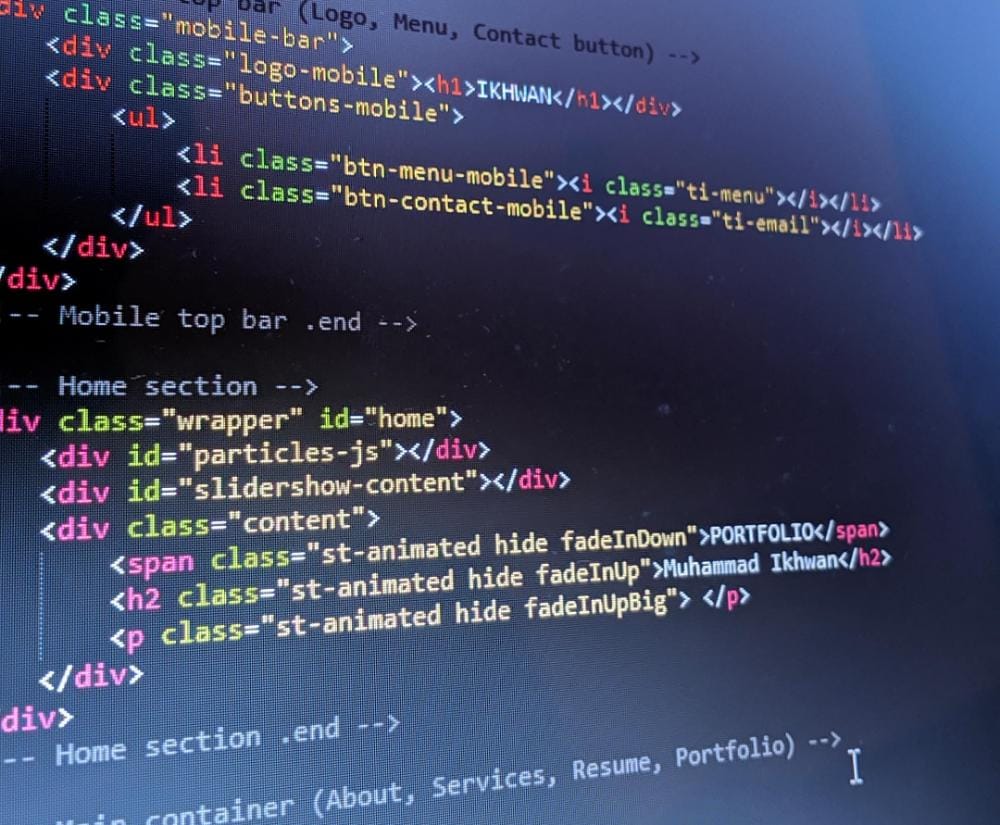 top bar (Logo, Menu, Contact button) -->
div class="mobile-bar">
<div class="logo-mobile"><h1>IKHWAN</h1></div>
<div class="buttons-mobile">
<ul>
<li class="btn-menu-mobile"><i class="ti-menu"></i></li>
<li class="btn-contact-mobile"><i class="ti-email"></i></li>
</ul>
</div>
/div>
-- Mobile top bar .end -->
-- Home section -->
div class="wrapper" id="home">
<div id="particles-js"></div>
<div id="slidershow-content"></div>
<div class="content">
<span class="st-animated hide fadeInDown">PORTFOLIO</span>
<h2 class="st-animated hide fadeInUp">Muhammad Ikhwan</h2>
<p class="st-animated hide fadeInUpBig"> </p>
</div>
div>
-- Home section .end -->
Main container (About, Services, Resume, Portfolio) -->